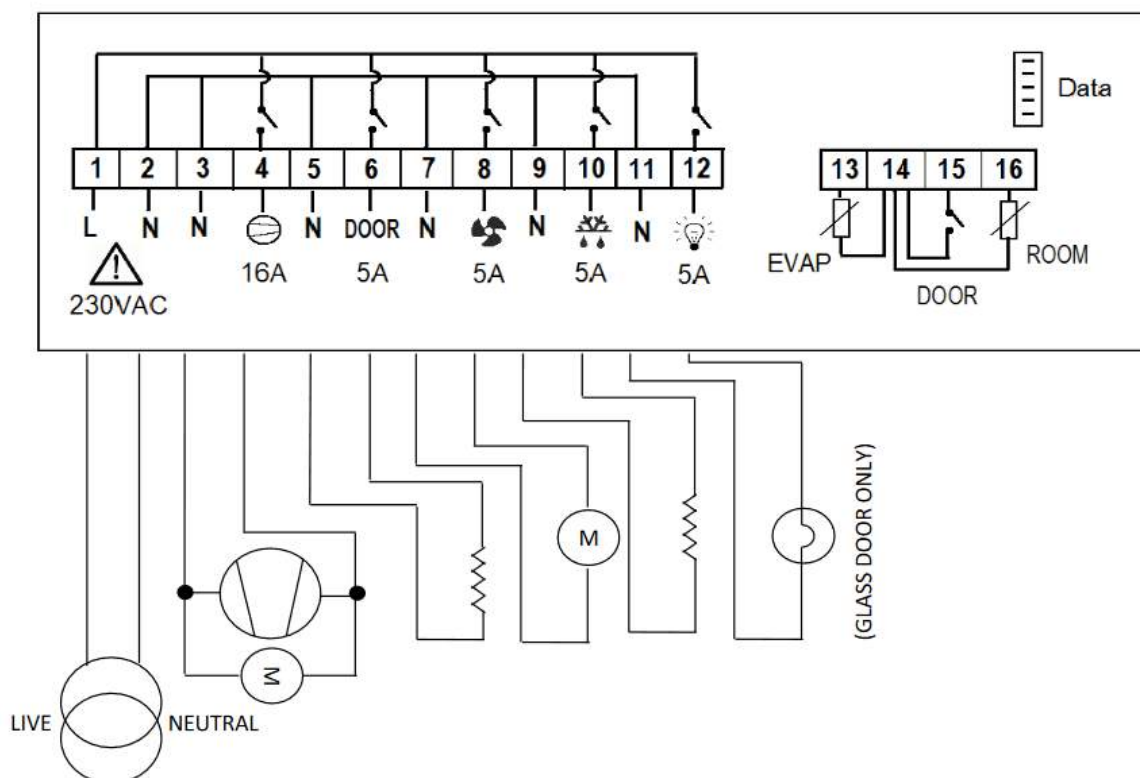 Data
1 2 3 4 5 6 7 8 9 10 11 12
13 14 15 16
L N N N DOOR N N N
EVAP
ROOM
16A 5A 5A 5A 5A
DOOR
230VAC
M
M
(GLASS DOOR ONLY)
LIVE
NEUTRAL